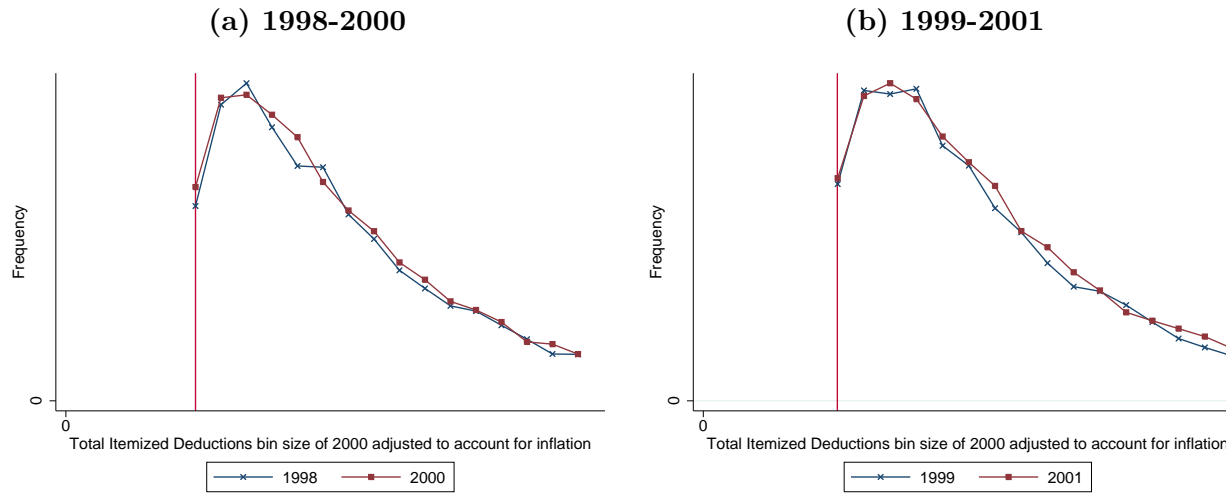 (a) 1998-2000
Frequency
0
0
Total Itemized Deductions bin size of 2000 adjusted to account for inflation
1998 2000
(b) 1999-2001
Frequency
0
0
Total Itemized Deductions bin size of 2000 adjusted to account for inflation
1999 2001